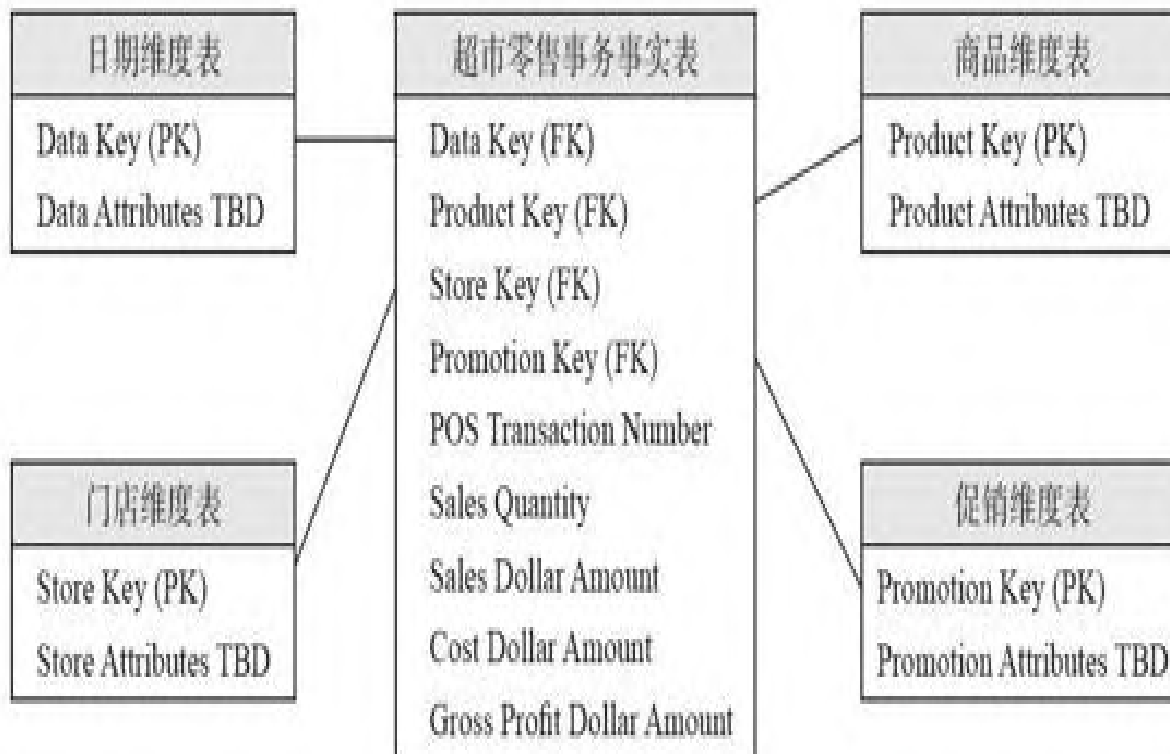 日期维度表
Data Key (PK)
Data Attributes TBD
超市零售事务事实表
Data Key (FK)
Product Key (FK)
Store Key (FK)
Promotion Key (FK)
POS Transaction Number
Sales Quantity
Sales Dollar Amount
Cost Dollar Amount
Gross Profit Dollar Amount
商品维度表
Product Key (PK)
Product Attributes TBD
门店维度表
Store Key (PK)
Store Attributes TBD
促销维度表
Promotion Key (PK)
Promotion Attributes TBD